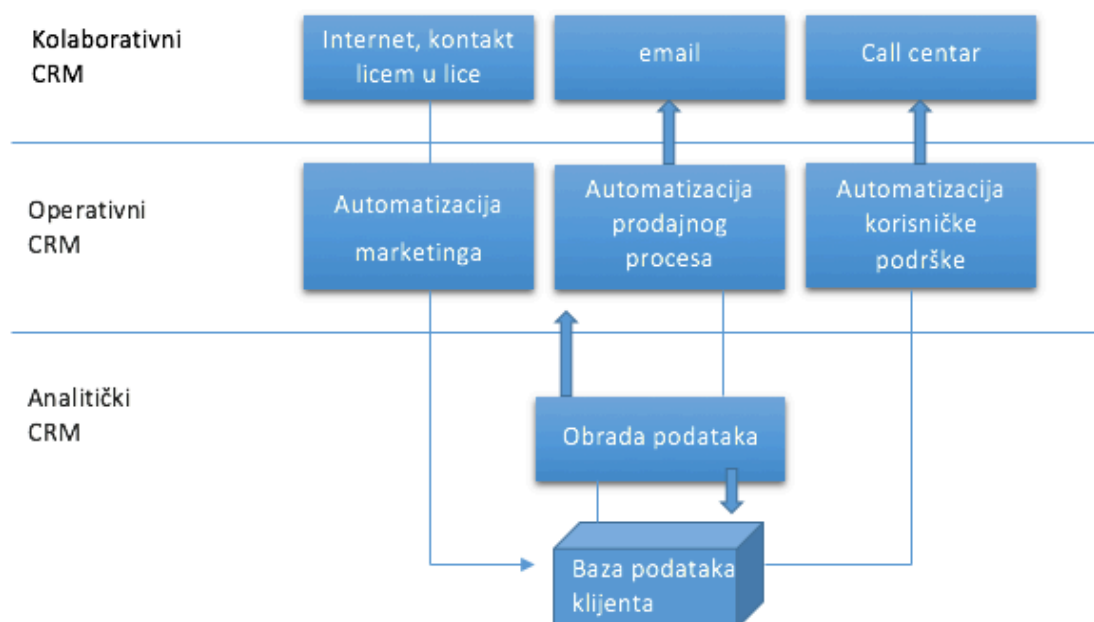 Kolaborativni
CRM
Internet, kontakt
licem u lice
email
Call centar
Operativni
CRM
Automatizacija
marketinga
Automatizacija
prodajnog
procesa
Automatizacija
korisničke
podrške
Analitički
CRM
Obrada podataka
Baza podataka
klijenta